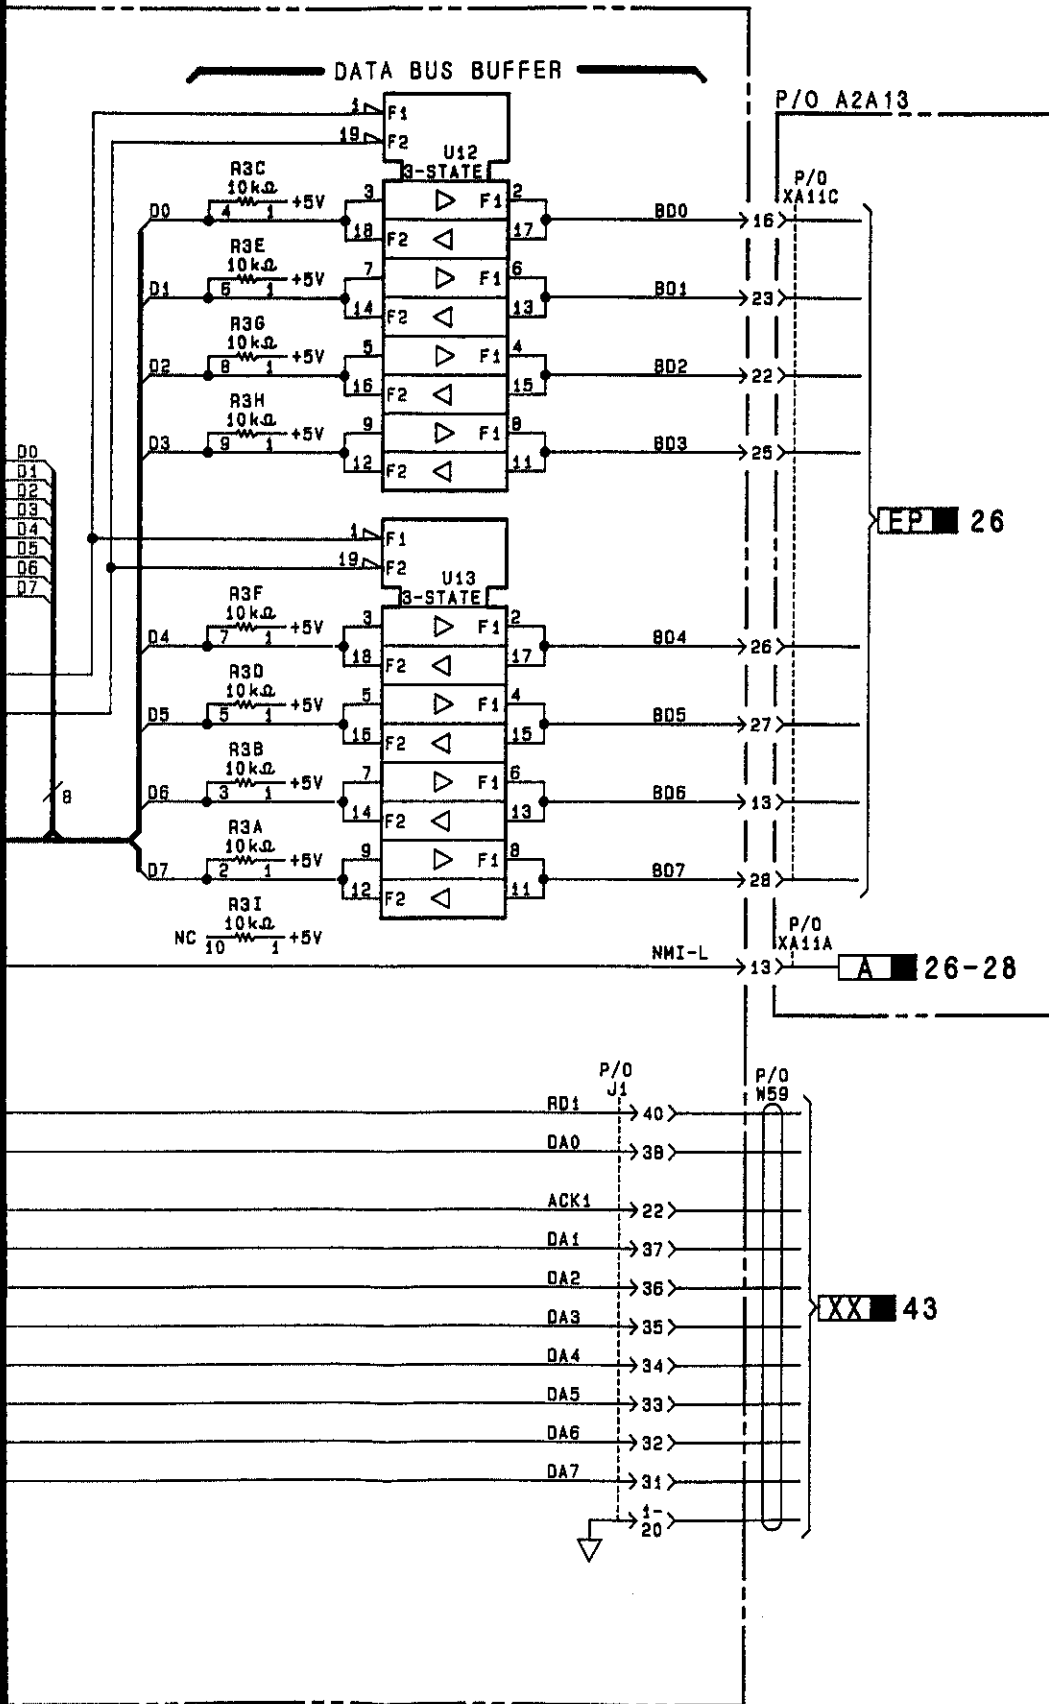 DATA BUS BUFFER
P/O A2A13
1 F1
19 F2
U12
3-STATE
P/O
XA11C
R3C
10kΩ
+5V
D0 4 1 3 F1 2 BD0 16
18 F2 17
R3E
10kΩ
+5V
D1 6 1 7 F1 6 BD1 23
14 F2 13
R3G
10kΩ
+5V
D2 8 1 5 F1 4 BD2 22
16 F2 15
R3H
10kΩ
+5V
D3 9 1 9 F1 8 BD3 25
12 F2 11
D0
D1
D2
D3
D4
D5
D6
D7
EP 26
1 F1
19 F2
U13
3-STATE
R3F
10kΩ
+5V
D4 7 1 3 F1 2 BD4 26
18 F2 17
R3D
10kΩ
+5V
D5 5 1 5 F1 4 BD5 27
15 F2 15
R3B
10kΩ
+5V
8
D6 3 1 7 F1 6 BD6 13
14 F2 13
R3A
10kΩ
+5V
D7 2 1 9 F1 8 BD7 28
12 F2 11
R3I
10kΩ
NC 10 1 +5V
P/O
XA11A
NMI-L 13 A 26-28
P/O
J1
P/O
W59
RD1 40
DA0 38
ACK1 22
DA1 37
DA2 36
DA3 35
DA4 34
DA5 33
DA6 32
DA7 31
1-
20
XX 43